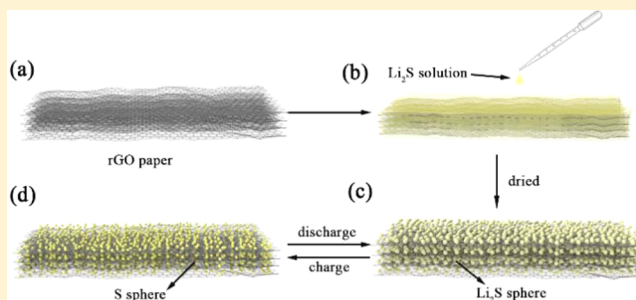 (a)
(b)
Li₂S solution
rGO paper
dried
(d)
(c)
discharge
charge
S sphere
Li₂S sphere